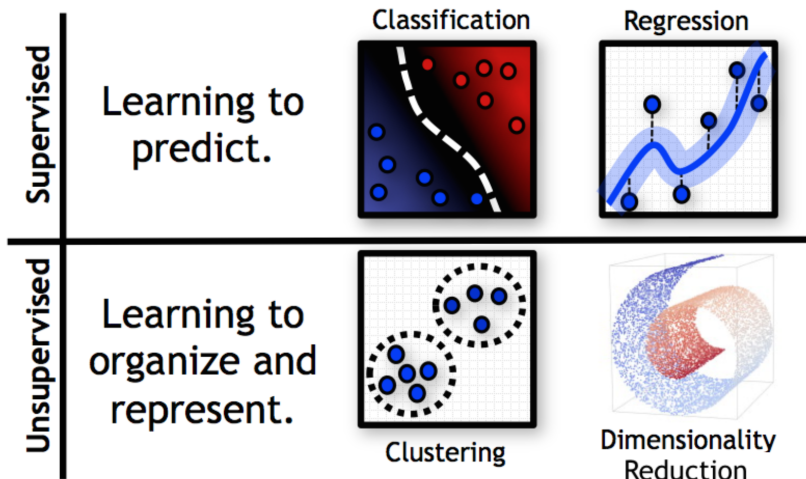 Classification
Regression
Supervised
Learning to
predict.
Unsupervised
Learning to
organize and
represent.
Clustering
Dimensionality
Reduction